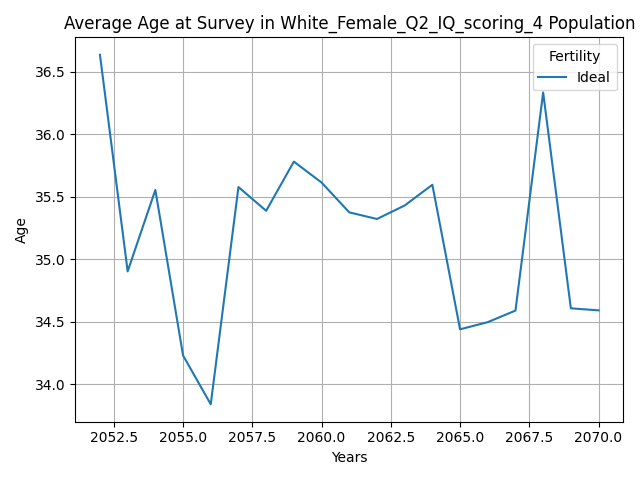 Average Age at Survey in White_Female_Q2_IQ_scoring_4 Population
Fertility
Ideal
36.5
36.0
35.5
35.0
34.5
34.0
Age
2052.5 2055.0 2057.5 2060.0 2062.5 2065.0 2067.5 2070.0
Years